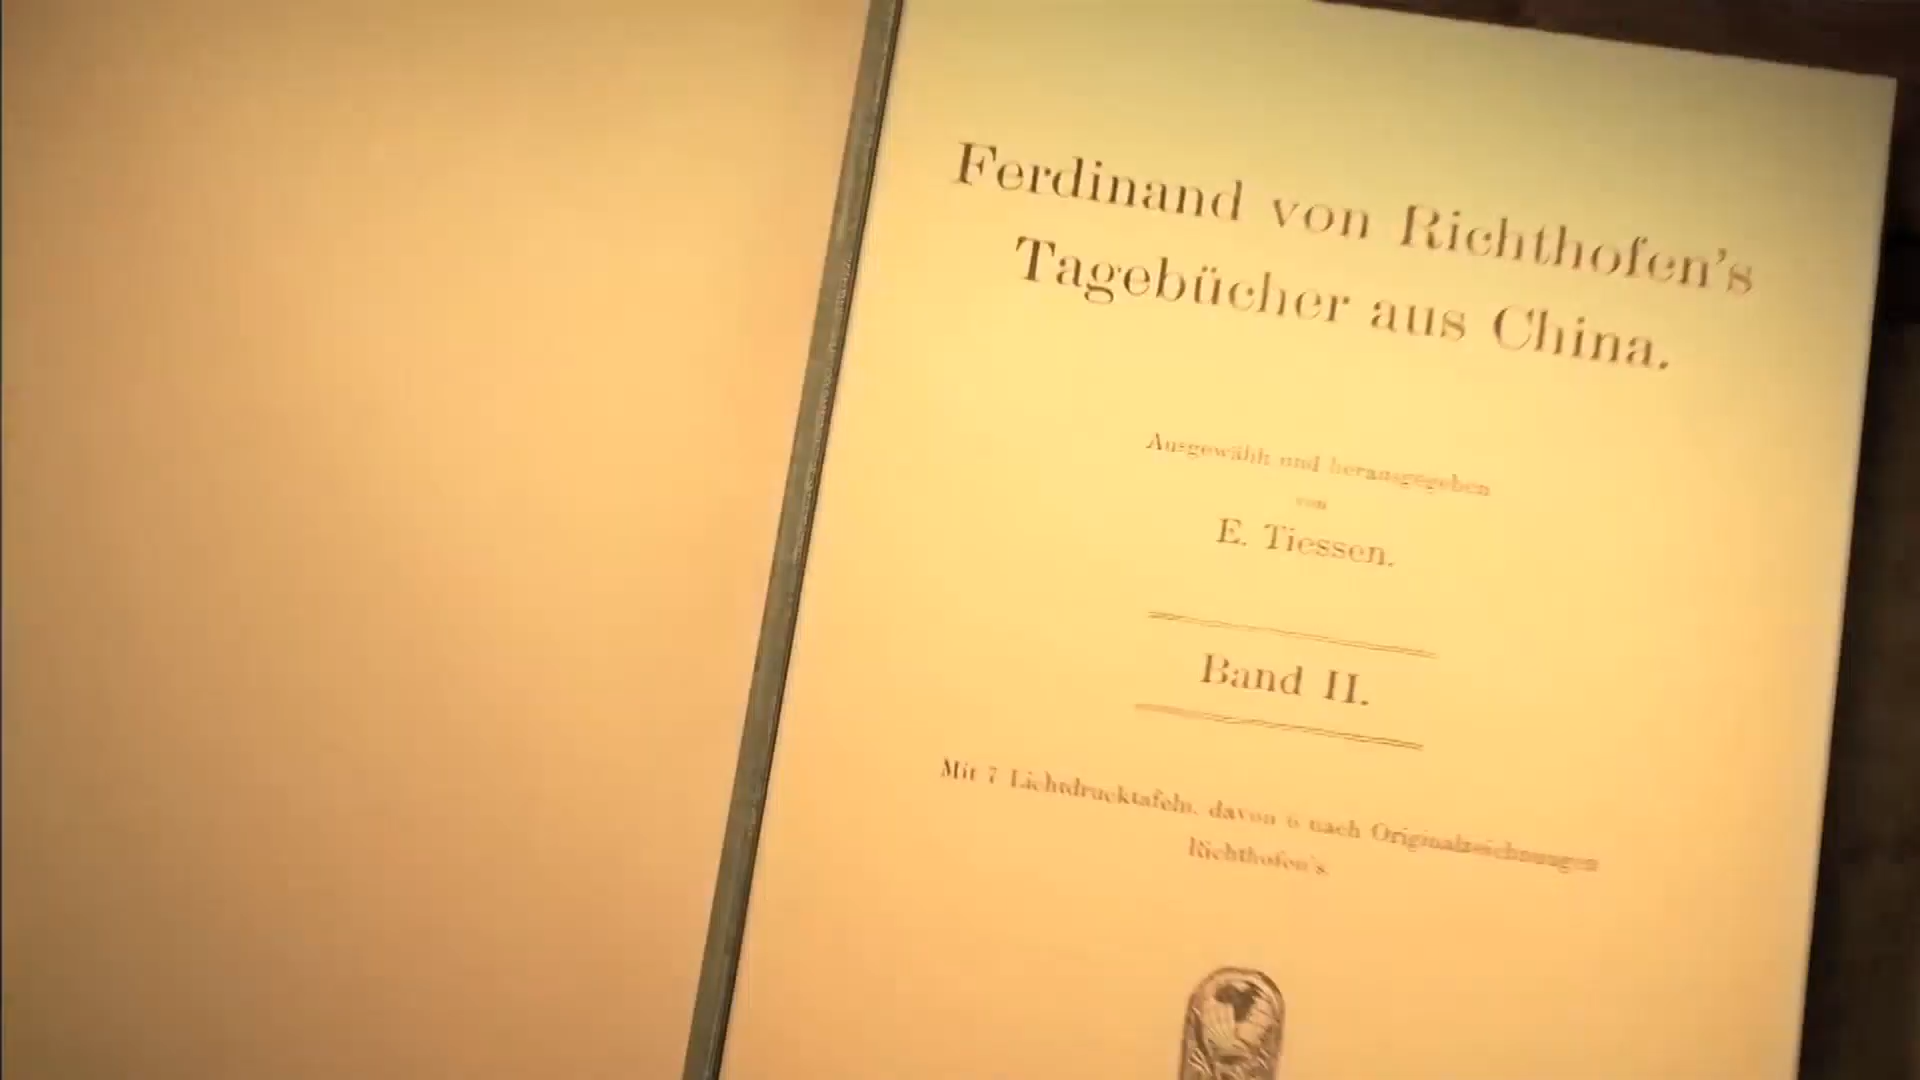 Ferdinand von Richthofen's
Tagebücher aus China.
Ausgewählt und herausgegeben
von
E. Tiessen.
Band II.
Mit 7 Lichtdrucktafeln, davon 6 nach Originalzeichnungen
Richthofen's.